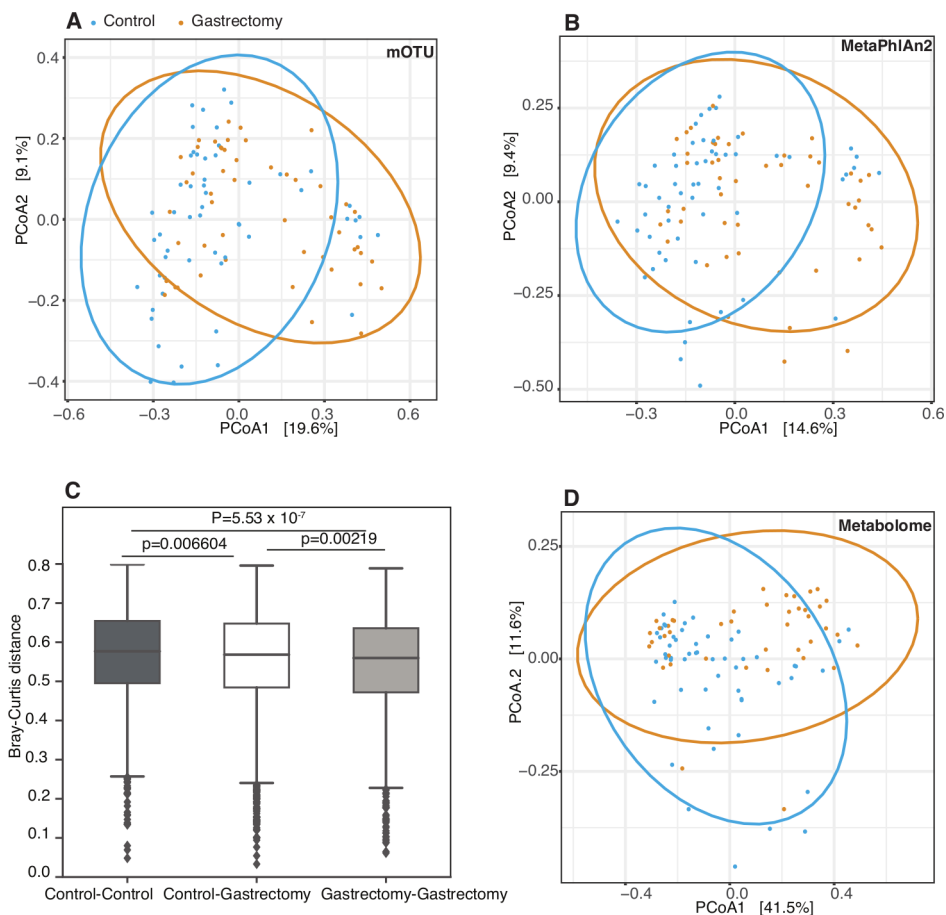 A
Control
Gastrectomy
mOTU
0.4
0.2
0.0
−0.2
−0.4
PCoA2 [9.1%]
−0.6
−0.3
0.0
0.3
0.6
PCoA1 [19.6%]
B
MetaPhlAn2
0.25
0.00
−0.25
−0.50
PCoA2 [9.4%]
−0.3
0.0
0.3
0.6
PCoA1 [14.6%]
C
P=5.53 x 10-7
p=0.006604
p=0.00219
0.8
0.7
0.6
0.5
0.4
0.3
0.2
0.1
0.0
Bray-Curtis distance
Control-Control
Control-Gastrectomy
Gastrectomy-Gastrectomy
D
Metabolome
0.25
0.00
−0.25
PCoA.2 [11.6%]
−0.4
0.0
0.4
PCoA1 [41.5%]